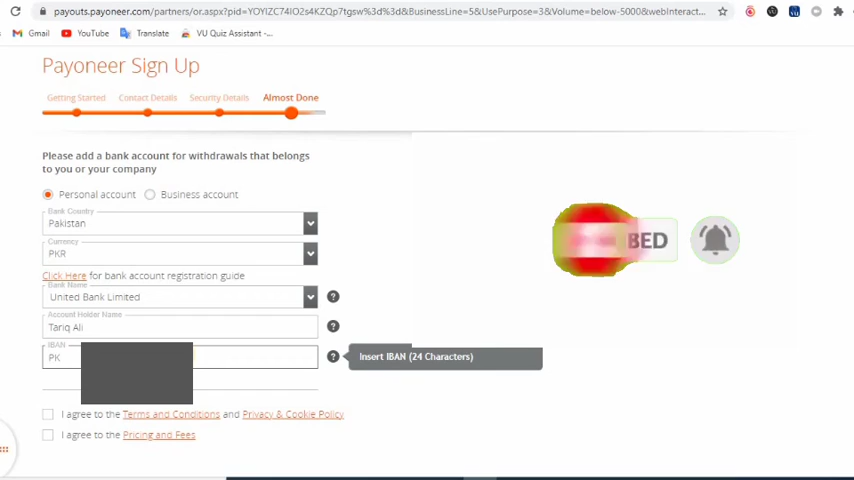 payouts.payoneer.com/partners/or.aspx?pid=YOYIZC74IO2s4KZQp7tgsw%3d%3d&BusinessLine=5&UsePurpose=3&Volume=below-5000&webInteract...
Gmail YouTube Translate VU Quiz Assistant -...
Payoneer Sign Up
Getting Started Contact Details Security Details Almost Done
Please add a bank account for withdrawals that belongs
to you or your company
Personal account Business account
Bank Country
Pakistan
Currency
PKR
Click Here for bank account registration guide
Bank Name
United Bank Limited
Account Holder Name
Tariq Ali
IBAN
PK
Insert IBAN (24 Characters)
I agree to the Terms and Conditions and Privacy & Cookie Policy
I agree to the Pricing and Fees
BED